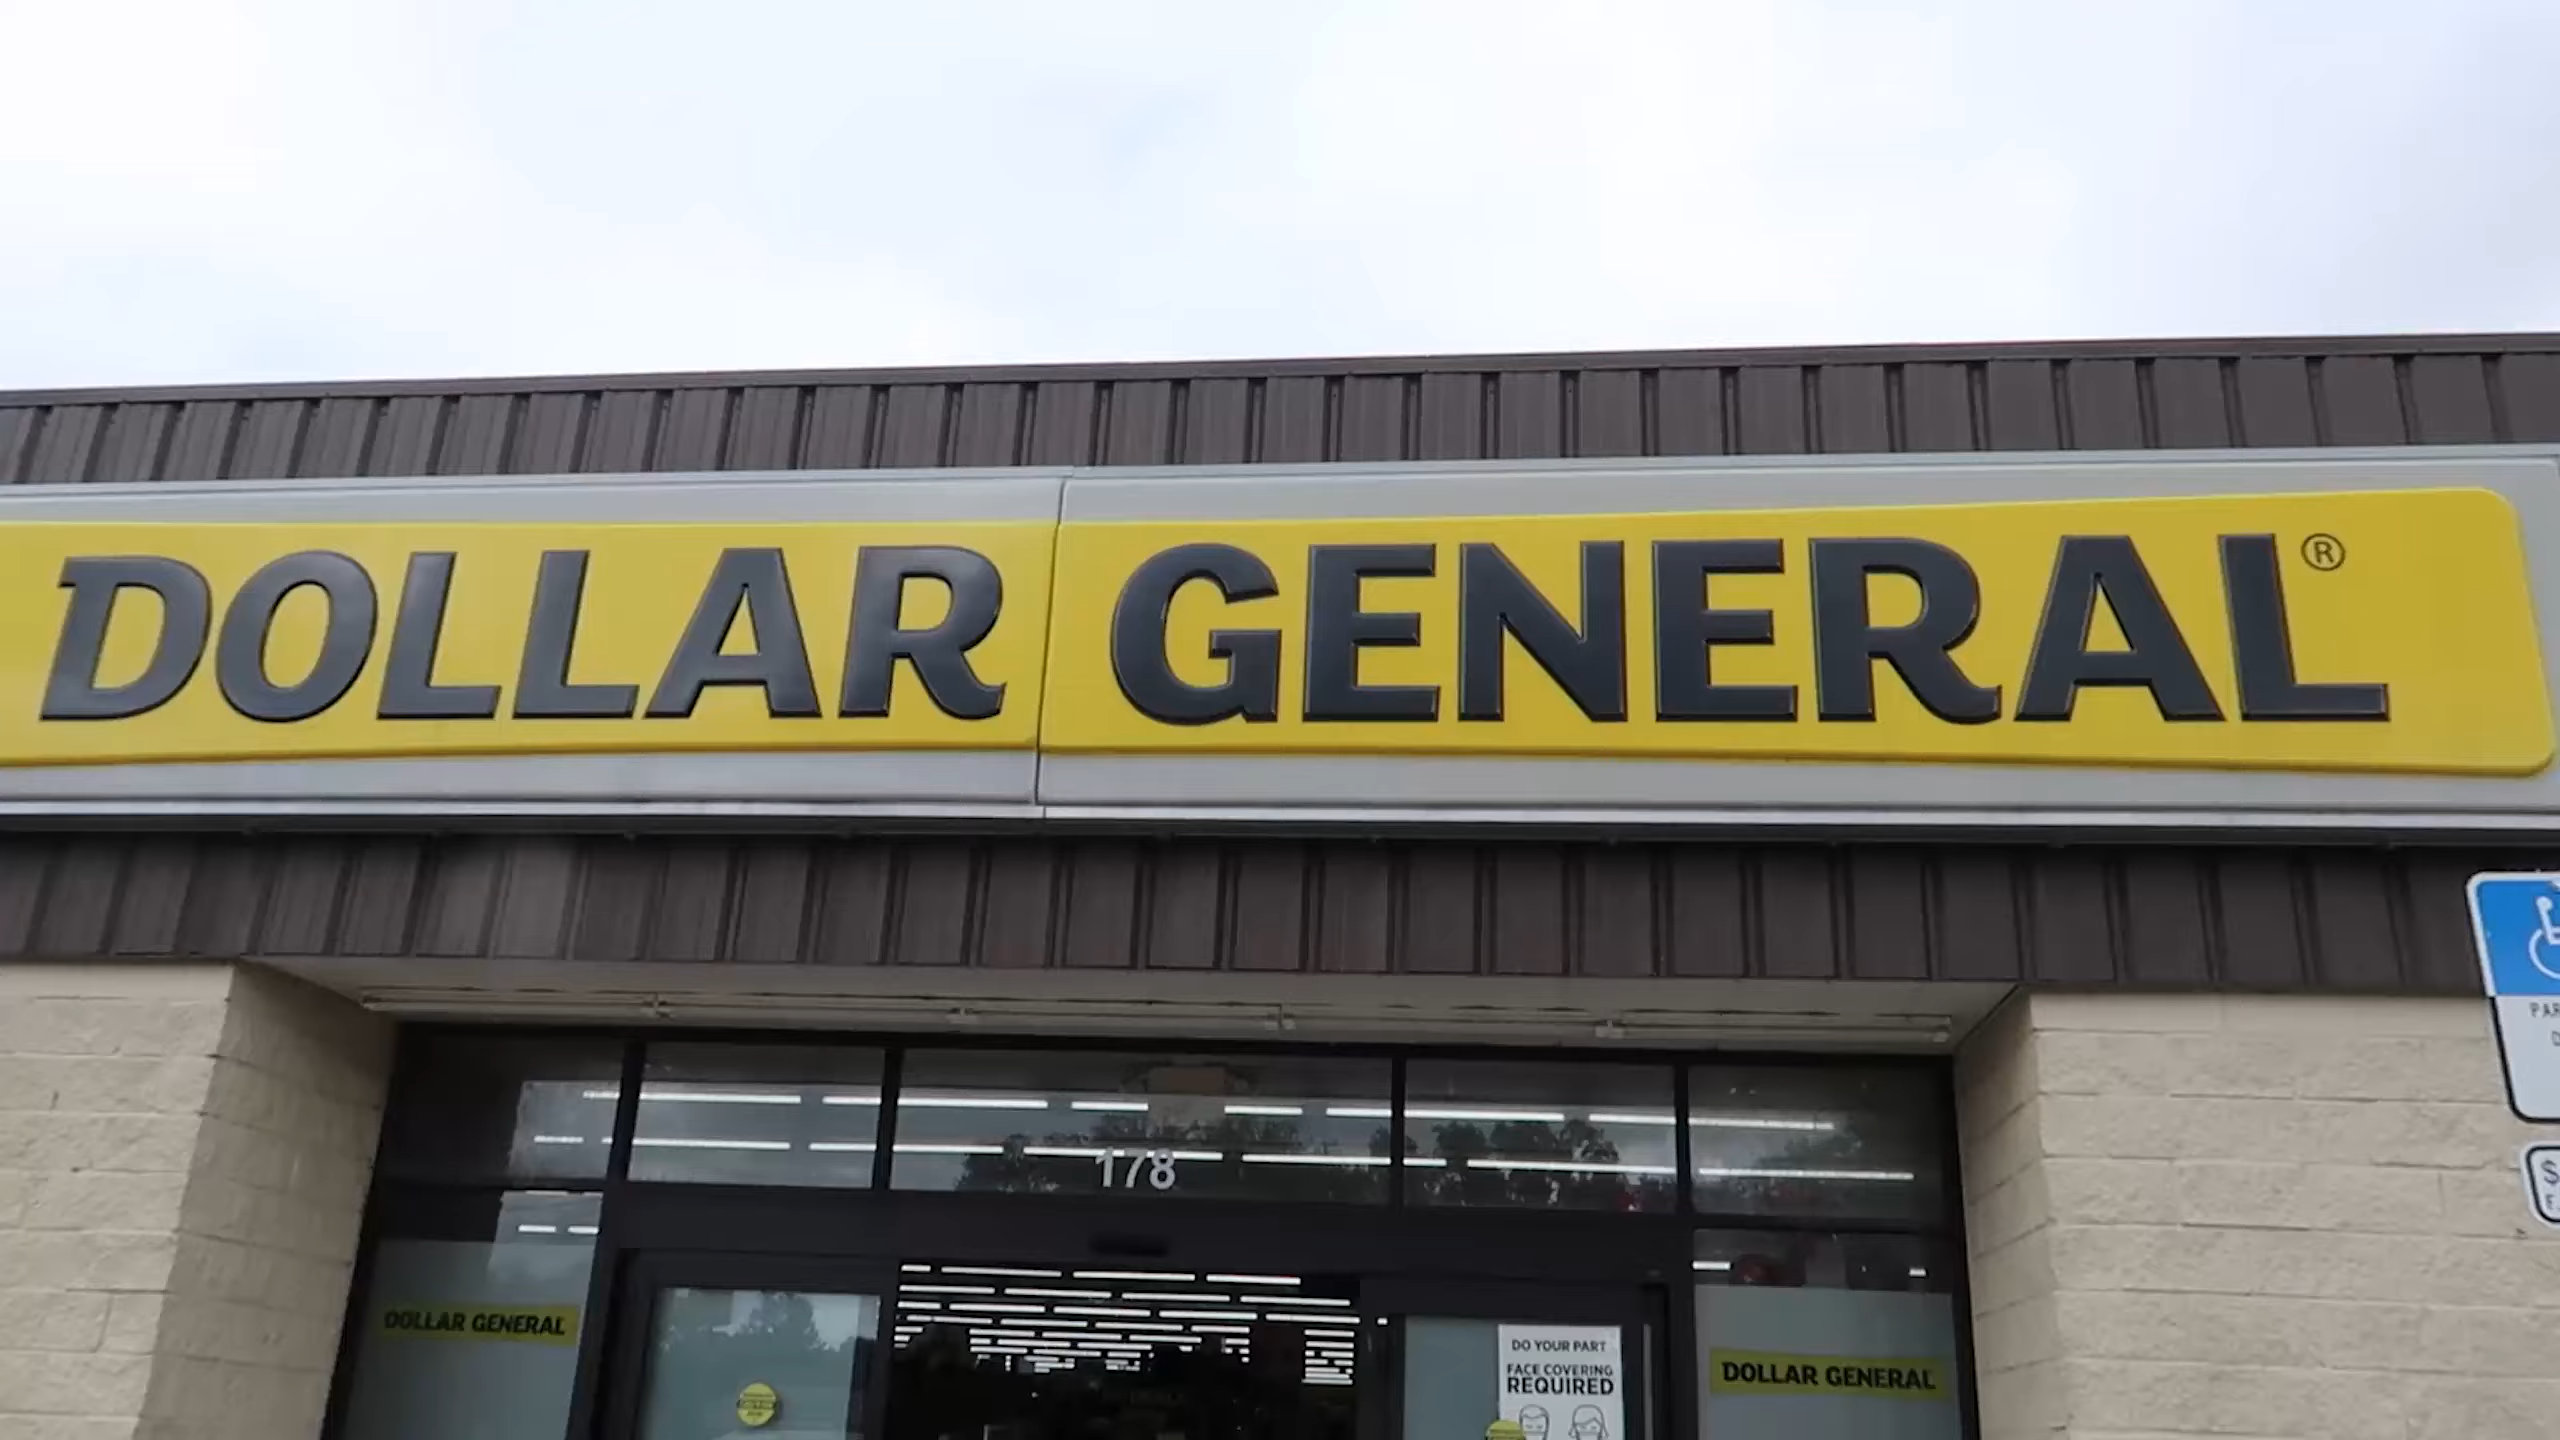 DOLLAR GENERAL®
178
DOLLAR GENERAL
DO YOUR PART
FACE COVERING
REQUIRED
DOLLAR GENERAL